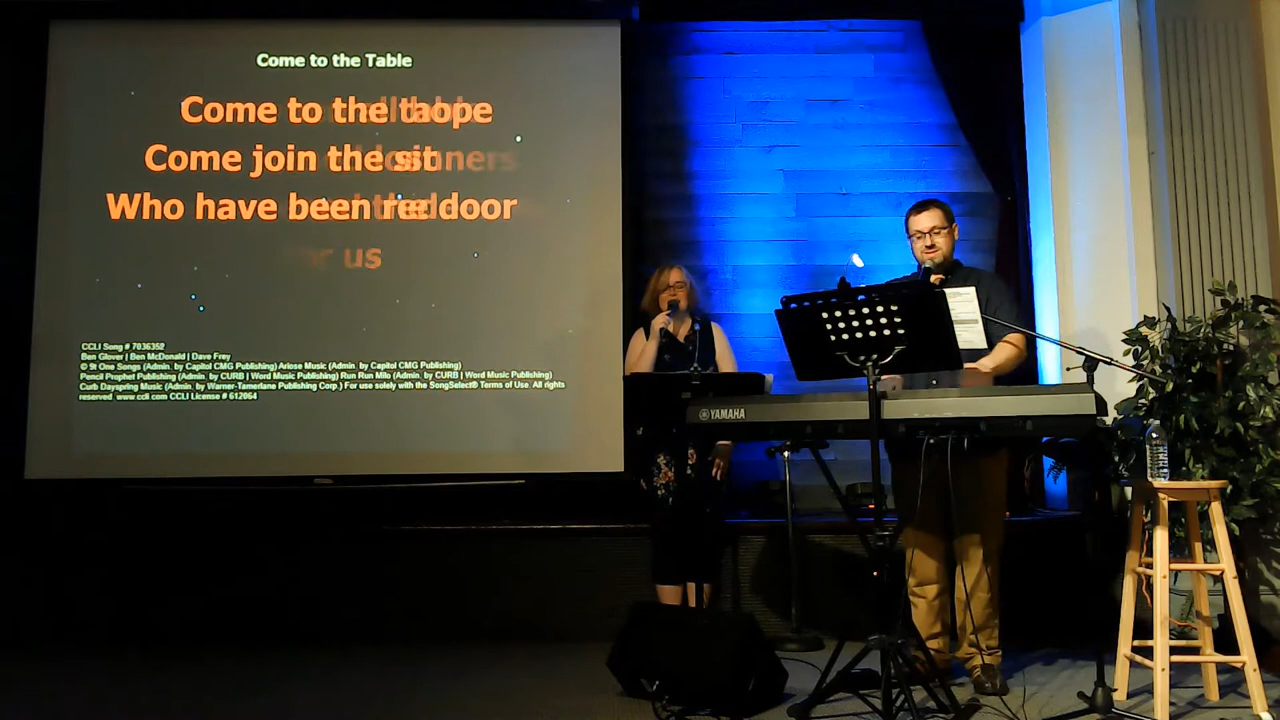 Come to the Table
Come to the
Come join the sit
Who have been door
us
CCLI Song # 7036352
Ben Glover | Ben McDonald | Dave Frey
© 9t One Songs (Admin. by Capitol CMG Publishing) Ariose Music (Admin. by Capitol CMG Publishing)
Pencil Prophet Publishing (Admin. by CURB | Word Music Publishing) Run Run Milo (Admin. by CURB | Word Music Publishing)
Curb Dayspring Music (Admin. by Warner-Tamerlane Publishing Corp.) For use solely with the SongSelect® Terms of Use. All rights
reserved. www.ccli.com CCLI License # 612064
YAMAHA